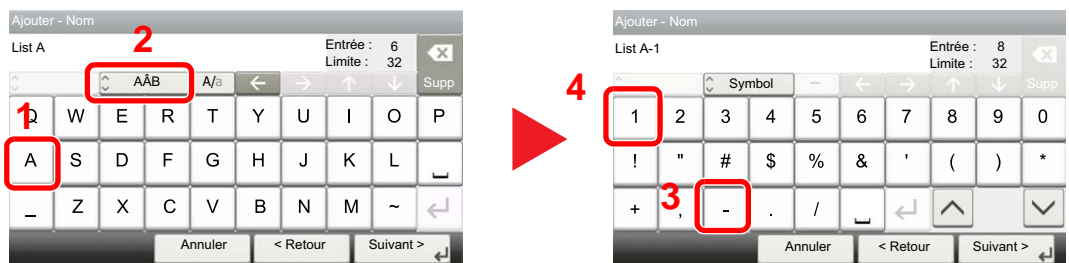 Ajouter - Nom
List A
Entrée : 6
Limite : 32
2
AÂB A/a ← → ↑ ↓ Supp
1
Q W E R T Y U I O P
A S D F G H J K L
_ Z X C V B N M ~
Annuler < Retour Suivant >
4
Ajouter - Nom
List A-1
Entrée : 8
Limite : 32
Symbol − ← → ↑ ↓ Supp
1 2 3 4 5 6 7 8 9 0
! " # $ % & ' ( ) *
3
+ , - . /
Annuler < Retour Suivant >